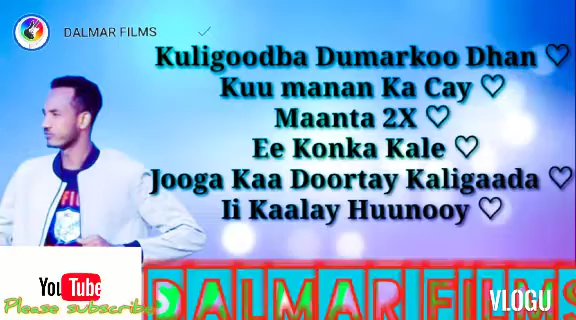 DALMAR FILMS
Kuligoodba Dumarkoo Dhan ♡
Kuu manan Ka Cay ♡
Maanta 2X ♡
Ee Konka Kale ♡
Jooga Kaa Doortay Kaligaada ♡
Ii Kaalay Huunooy ♡
YouTube
Please subscribe
DALMAR FILMS
VLOGU